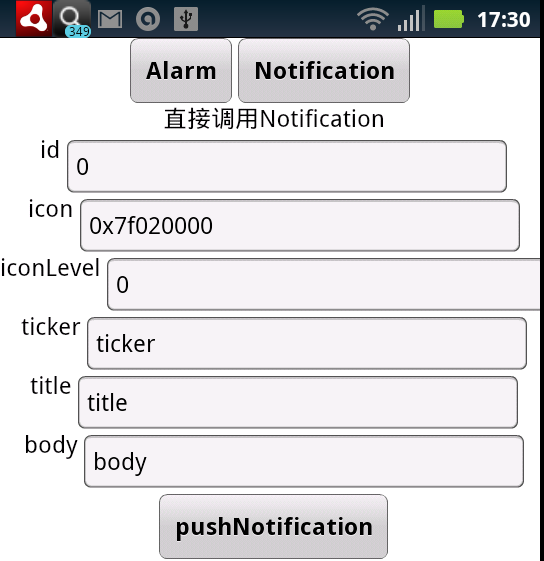 349 17:30
Alarm Notification
直接调用Notification
id 0
icon 0x7f020000
iconLevel 0
ticker ticker
title title
body body
pushNotification